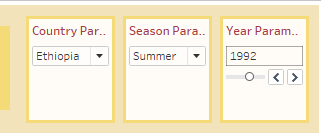 Country Par..
Season Para..
Year Param..
Ethiopia
Summer
1992